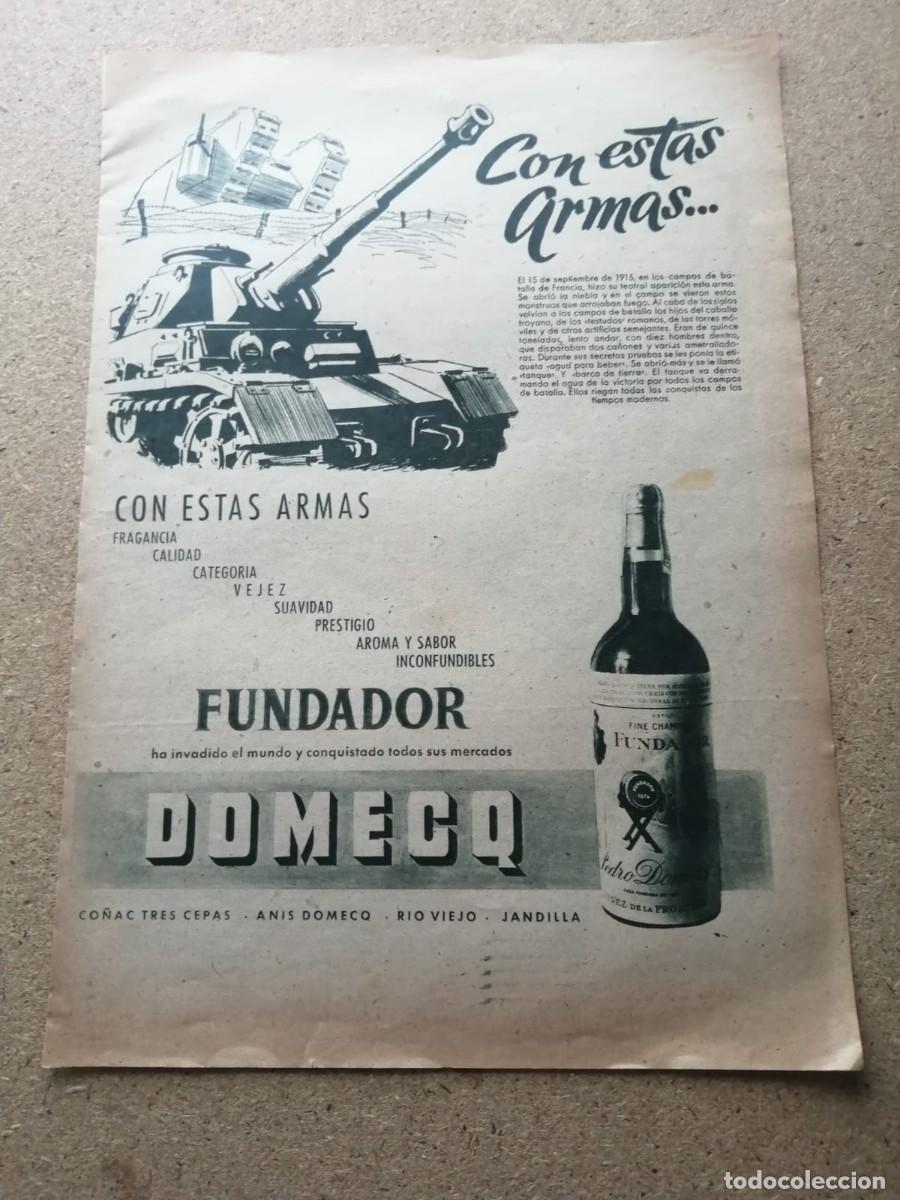 Con estas
armas...
El 15 de septiembre de 1915, en los campos de ba-
talla de Francia, hizo su teatral aparición esta arma.
Se abrió la niebla y en el campo se vieron estos
monstruos que arrojaban fuego. Al cabo de los siglos
volvían a los campos de batalla los hijos del caballo
troyano, de los «testudos» romanos, de las torres mó-
viles y de otros artificios semejantes. Eran de quince
toneladas, lento andar, con diez hombres dentro,
que disparaban dos cañones y varias ametrallado-
ras. Durante sus secretas pruebas se les ponía la eti-
queta «agua para beber». Se abrió más y se le llamó
«tanque». Y «barco de tierra». El tanque va derra-
mando el agua de la victoria por todos los campos
de batalla. Ellos riegan todas las conquistas de los
tiempos modernos.
CON ESTAS ARMAS
FRAGANCIA
CALIDAD
CATEGORIA
VEJEZ
SUAVIDAD
PRESTIGIO
AROMA Y SABOR
INCONFUNDIBLES
FUNDADOR
ha invadido el mundo y conquistado todos sus mercados
DOMECQ
FINE CHAM
FUNDADOR
FUNDADOR
1874
Pedro Domecq
EZ DE LA FRON
COÑAC TRES CEPAS · ANIS DOMECQ · RIO VIEJO · JANDILLA
todocoleccion